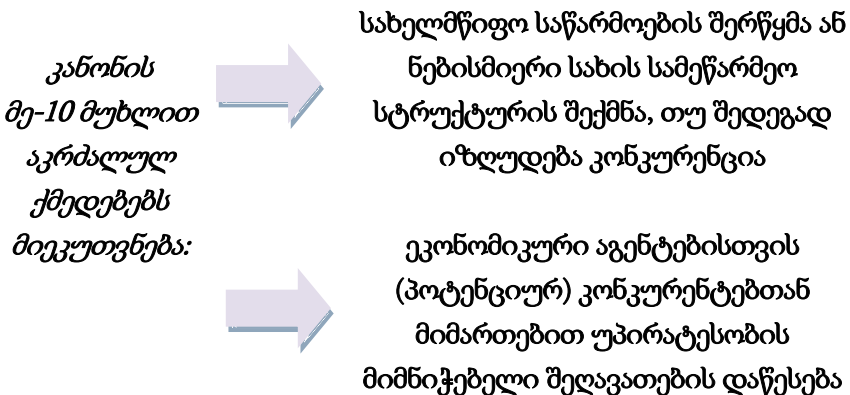 კანონის
მე-10 მუხლით
აკრძალულ
ქმედებებს
მიეკუთვნება:
სახელმწიფო საწარმოების შერწყმა ან
ნებისმიერი სახის სამეწარმეო
სტრუქტურის შექმნა, თუ შედეგად
იზღუდება კონკურენცია
ეკონომიკური აგენტებისთვის
(პოტენციურ) კონკურენტებთან
მიმართებით უპირატესობის
მიმნიჭებელი შეღავათების დაწესება